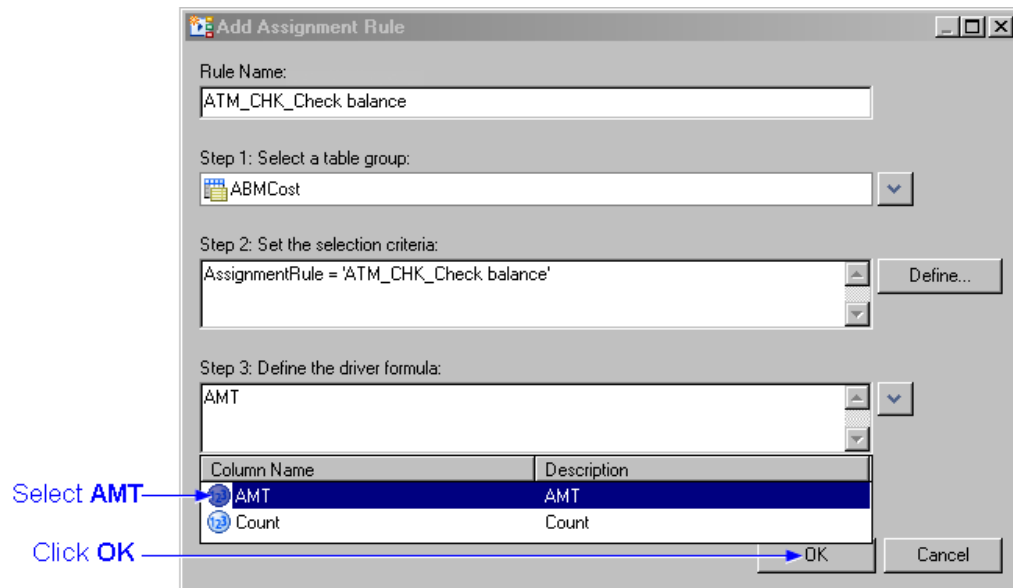 Add Assignment Rule
Rule Name:
ATM_CHK_Check balance
Step 1: Select a table group:
ABMCost
Step 2: Set the selection criteria:
AssignmentRule = 'ATM_CHK_Check balance'
Define...
Step 3: Define the driver formula:
AMT
Column Name Description
Select AMT
123 AMT AMT
123 Count Count
Click OK
OK Cancel